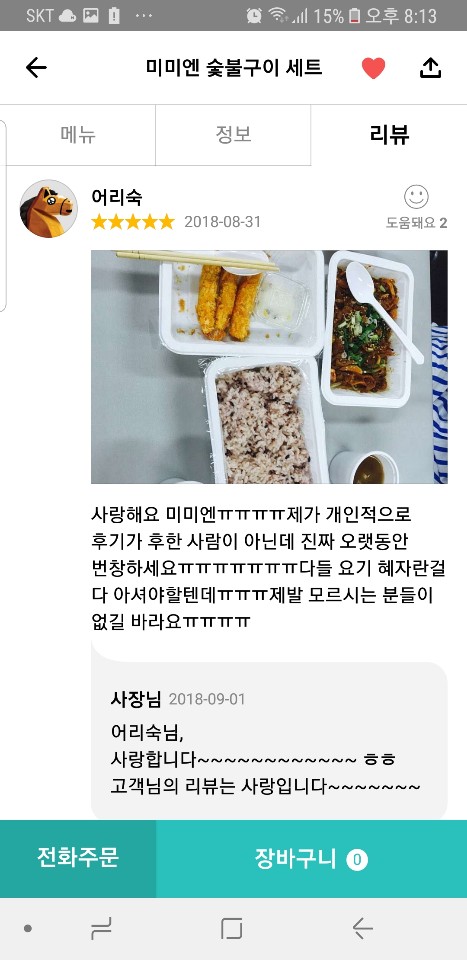 SKT 15% 오후 8:13
미미엔 숯불구이 세트
메뉴 정보 리뷰
어리숙
2018-08-31
도움돼요 2
사랑해요 미미엔ㅠㅠㅠㅠ제가 개인적으로
후기가 후한 사람이 아닌데 진짜 오랫동안
번창하세요ㅠㅠㅠㅠㅠㅠㅠ다들 요기 혜자란걸
다 아셔야할텐데ㅠㅠㅠ제발 모르시는 분들이
없길 바라요ㅠㅠㅠㅠ
사장님 2018-09-01
어리숙님,
사랑합니다~~~~~~~~~~~~ ㅎㅎ
고객님의 리뷰는 사랑입니다~~~~~~~
전화주문 장바구니 0